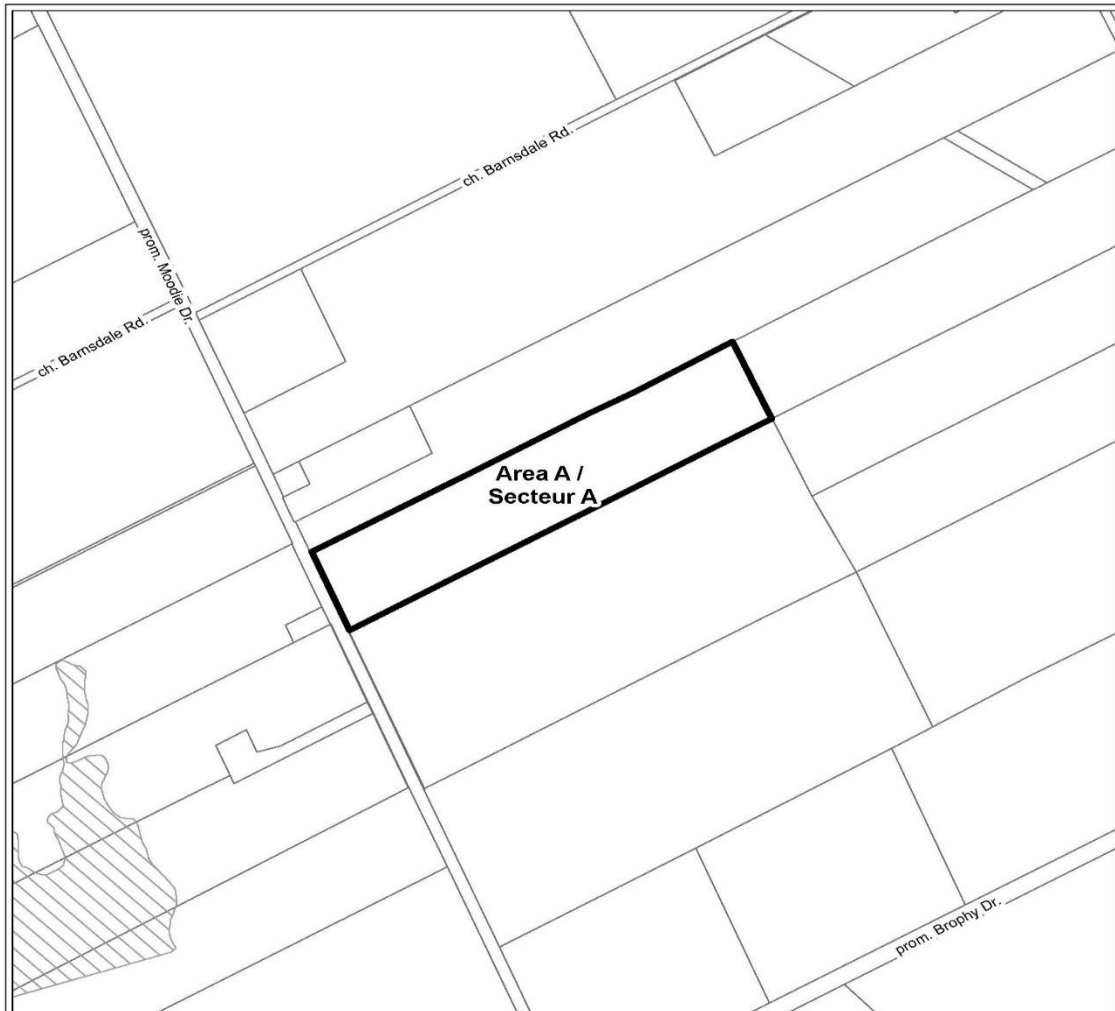 ch. Barnsdale Rd.
prom. Moodie Dr.
ch. Barnsdale Rd.
Area A /
Secteur A
prom. Brophy Dr.